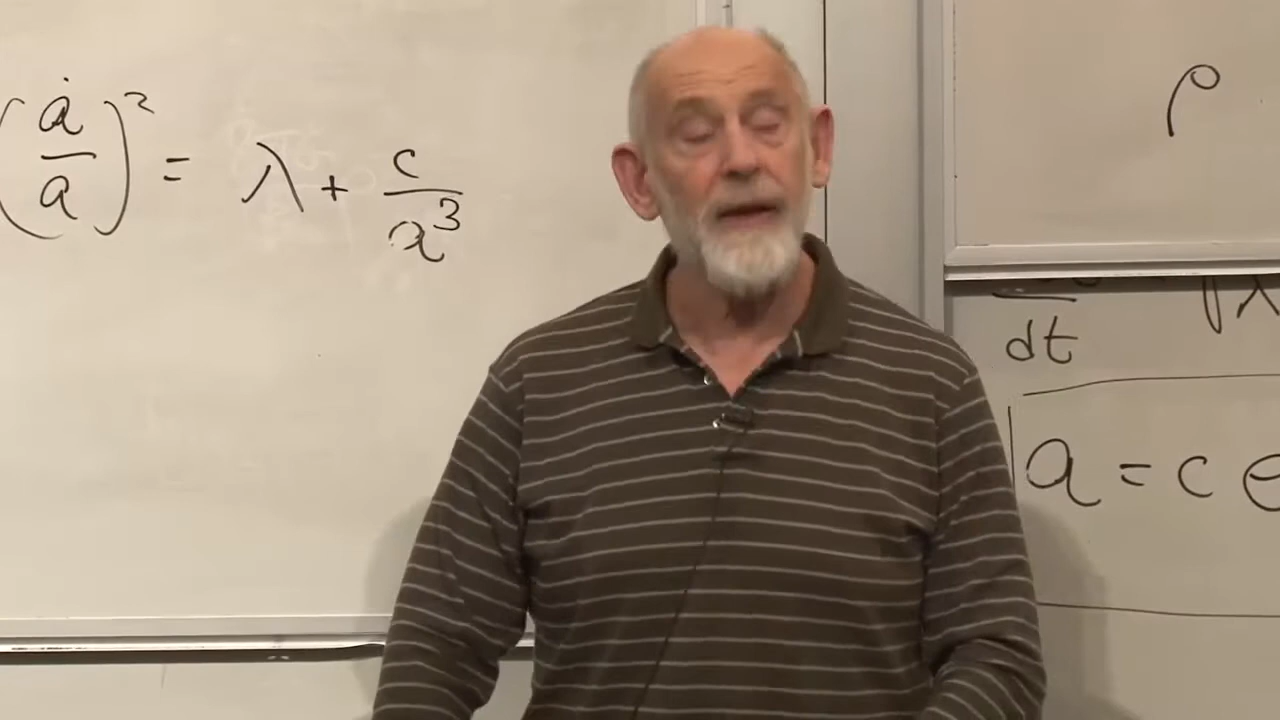 (ȧ/a)² = λ + c/a³
ρ
dt
a = c e